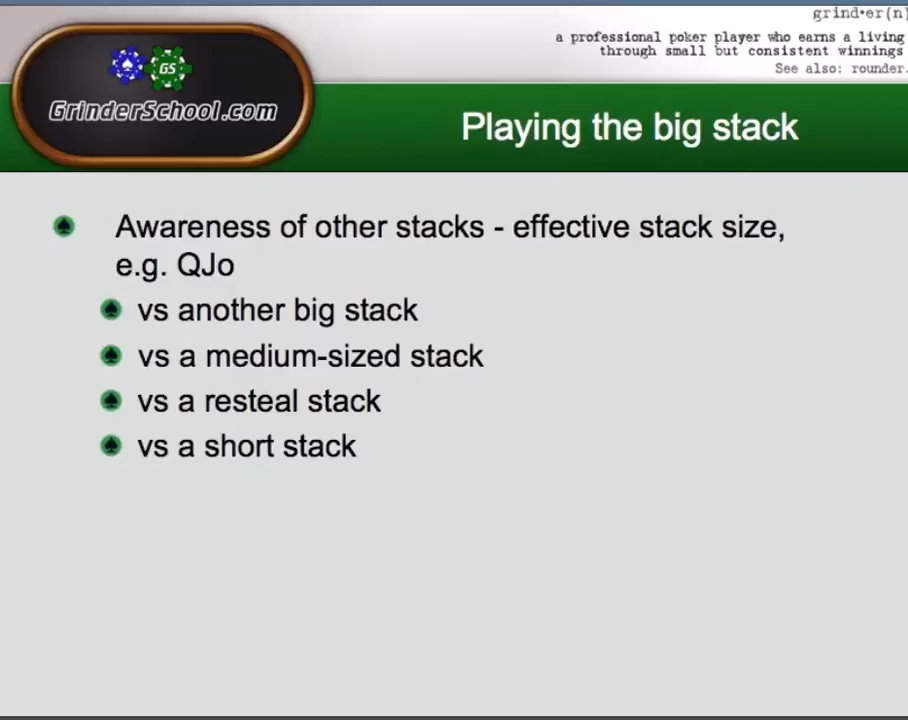 grind•er(n)
a professional poker player who earns a living
through small but consistent winnings
See also: rounder.
GS
GrinderSchool.com
Playing the big stack
Awareness of other stacks - effective stack size,
e.g. QJo
vs another big stack
vs a medium-sized stack
vs a resteal stack
vs a short stack